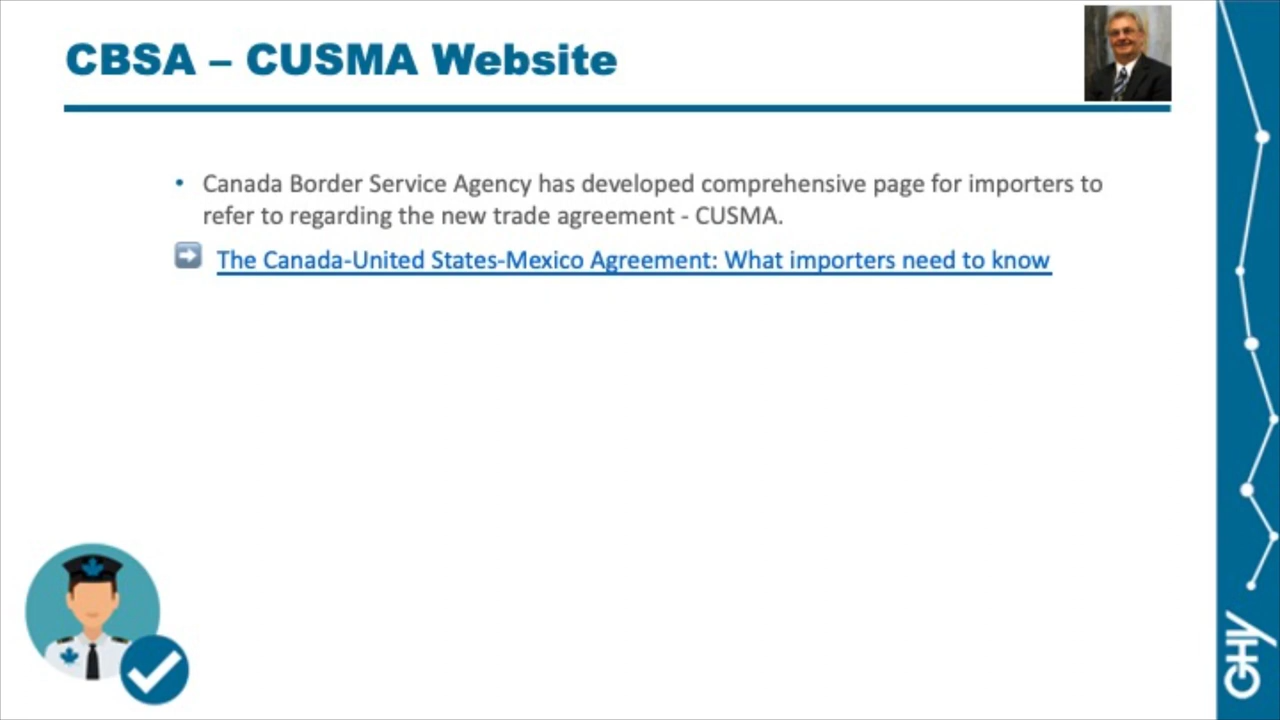 CBSA – CUSMA Website
• Canada Border Service Agency has developed comprehensive page for importers to
refer to regarding the new trade agreement - CUSMA.
➡ The Canada-United States-Mexico Agreement: What importers need to know
GHY